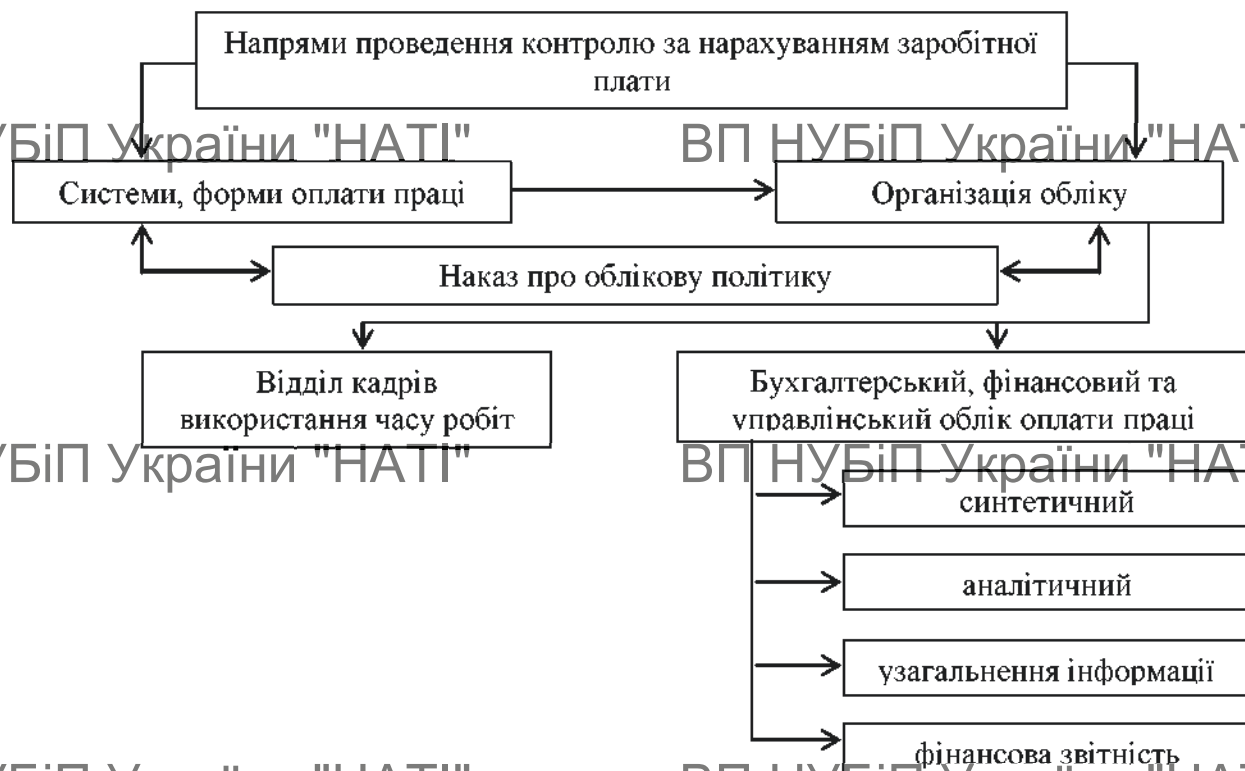 Напрями проведення контролю за нарахуванням заробітної
плати
БіП України "НАТІ"
ВП НУБіП України "НАТ
Системи, форми оплати праці
Організація обліку
Наказ про облікову політику
Відділ кадрів
використання часу робіт
Бухгалтерський, фінансовий та
управлінський облік оплати праці
БіП України "НАТІ"
ВП НУБіП України "НАТ
синтетичний
аналітичний
узагальнення інформації
фінансова звітність